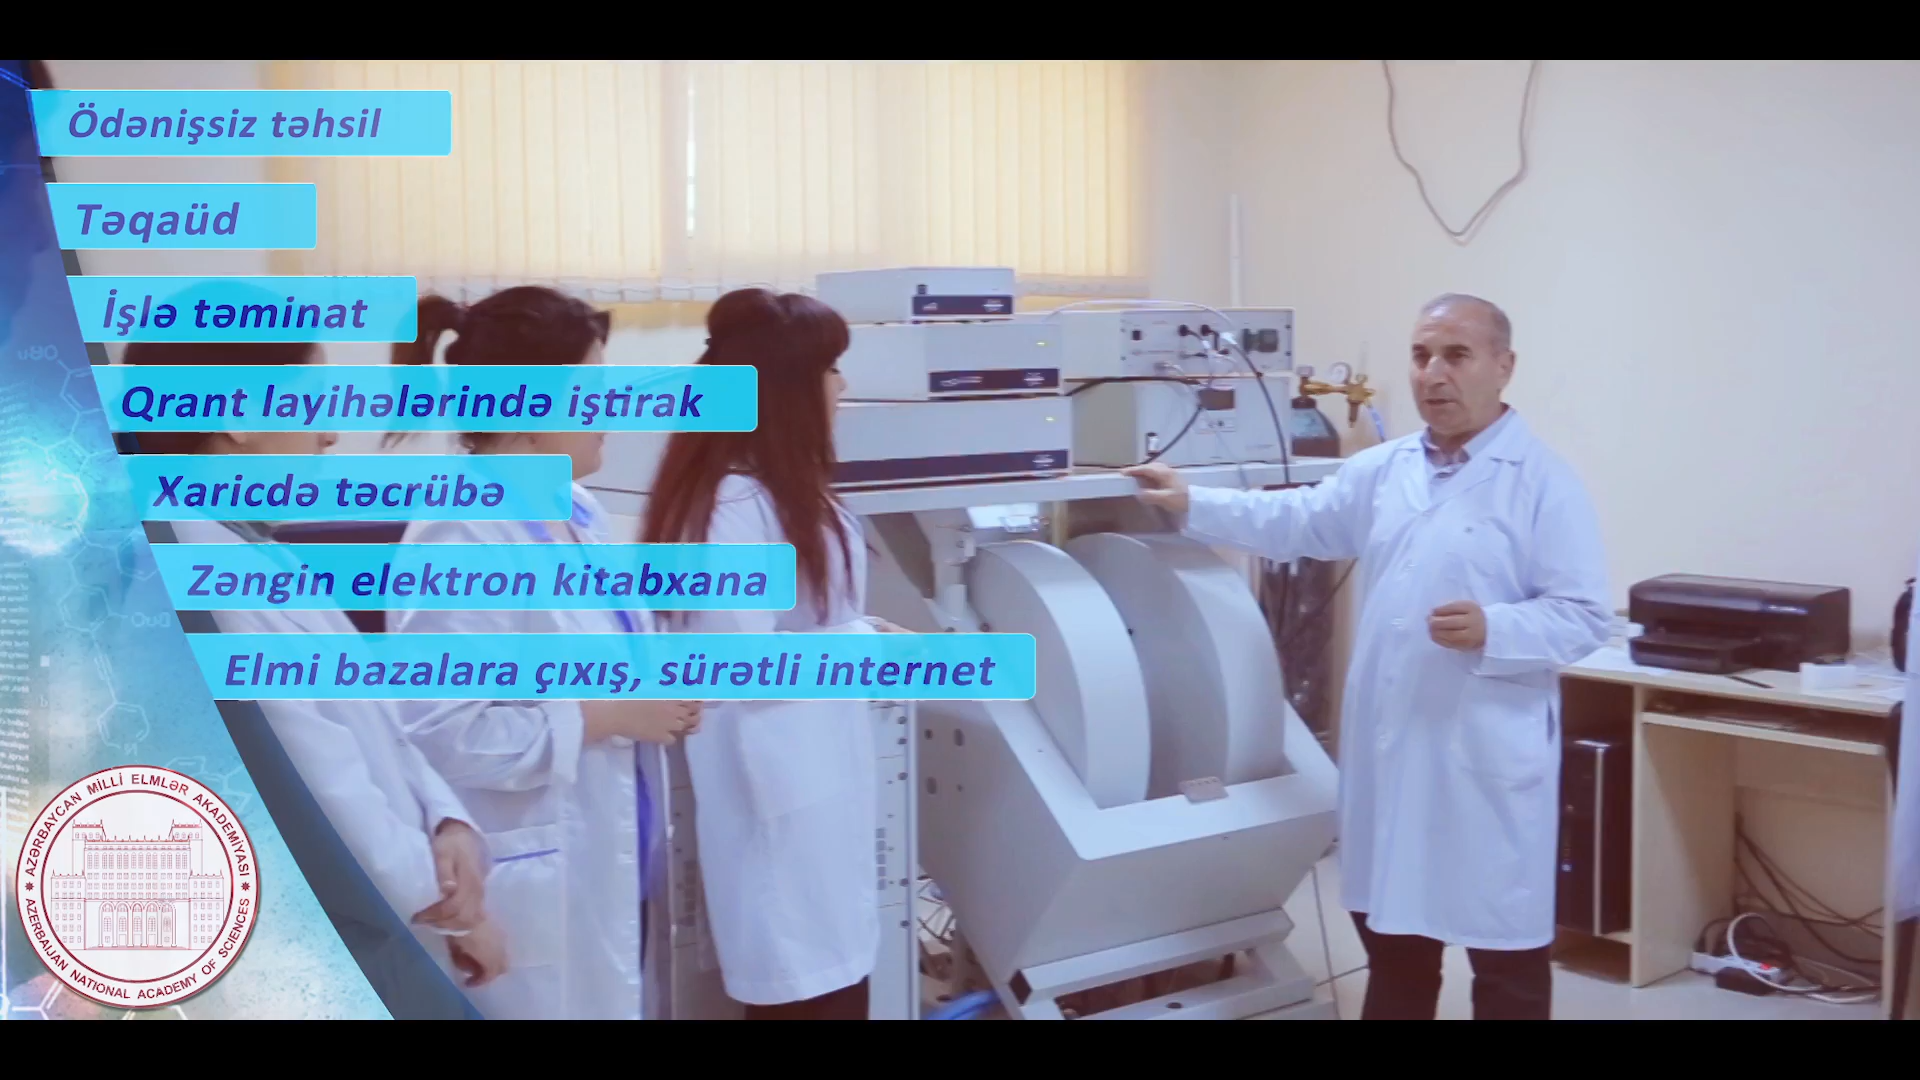 Ödənişsiz təhsil
Təqaüd
İşlə təminat
Qrant layihələrində iştirak
Xaricdə təcrübə
Zəngin elektron kitabxana
Elmi bazalara çıxış, sürətli internet
AZƏRBAYCAN MİLLİ ELMLƏR AKADEMİYASI
AZERBAIJAN NATIONAL ACADEMY OF SCIENCES